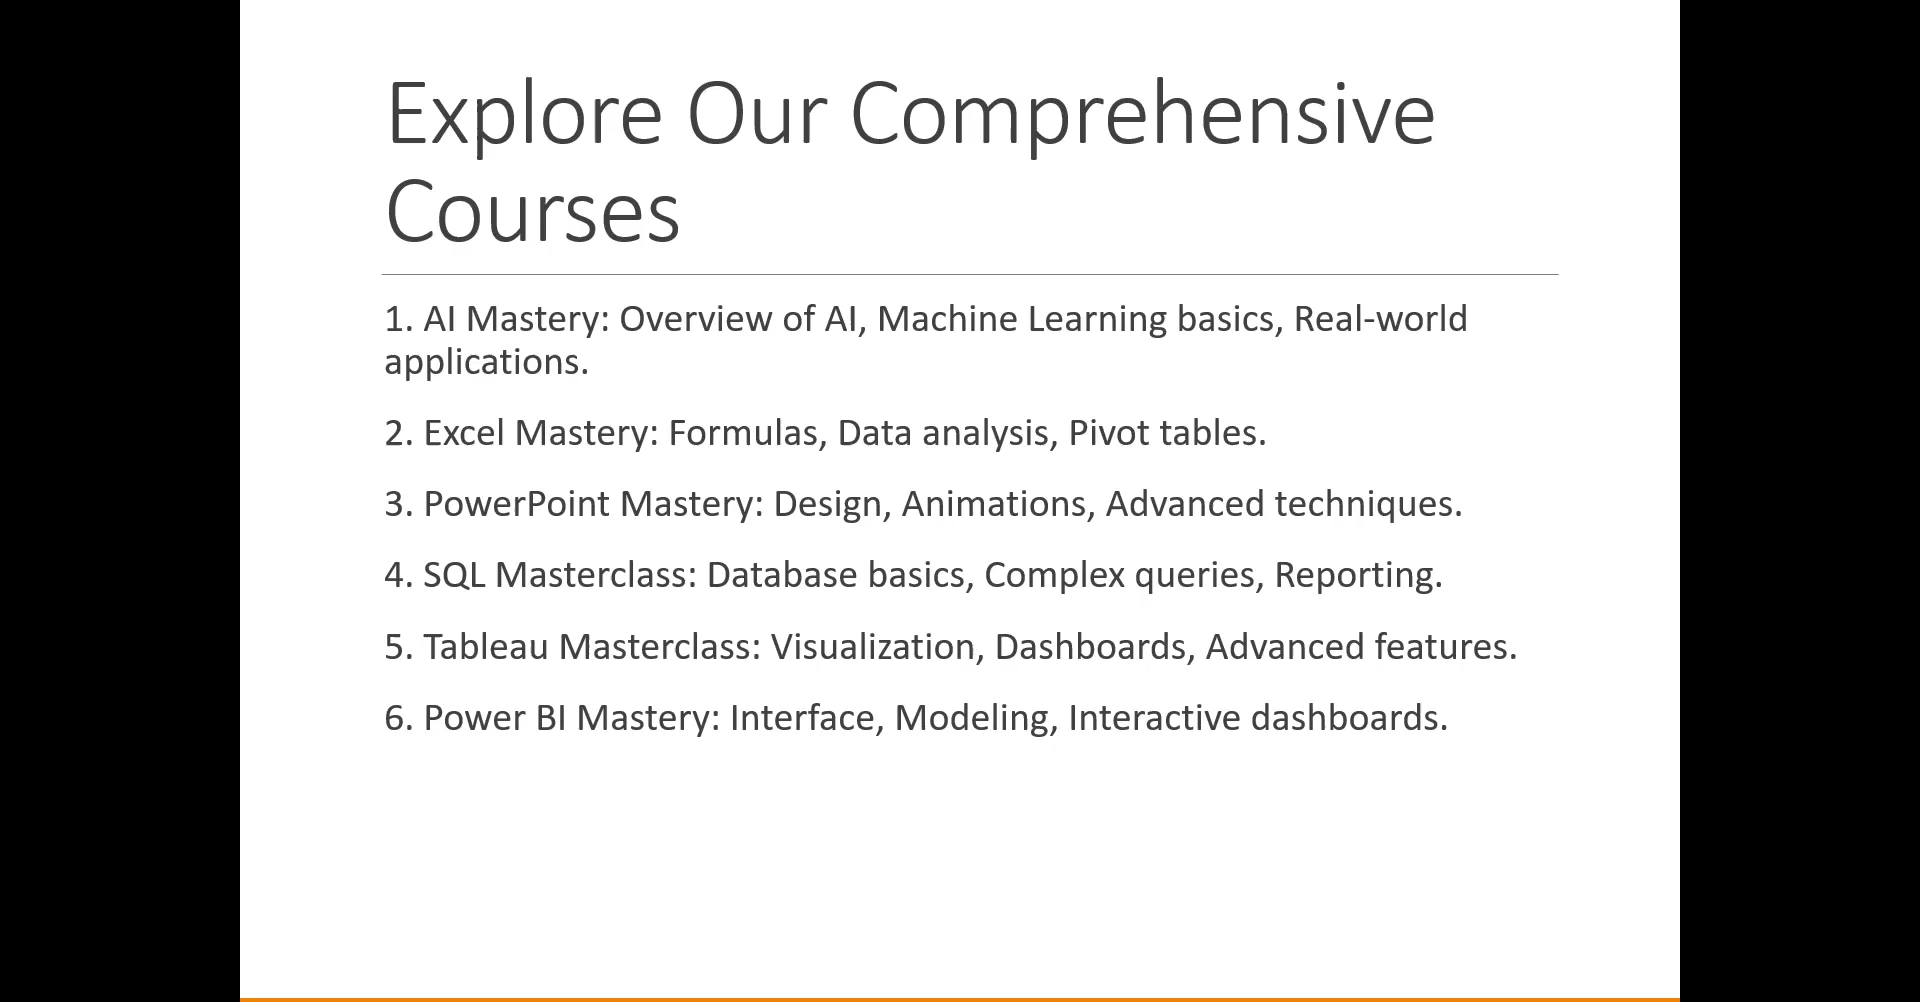 Explore Our Comprehensive
Courses
1. AI Mastery: Overview of AI, Machine Learning basics, Real-world
applications.
2. Excel Mastery: Formulas, Data analysis, Pivot tables.
3. PowerPoint Mastery: Design, Animations, Advanced techniques.
4. SQL Masterclass: Database basics, Complex queries, Reporting.
5. Tableau Masterclass: Visualization, Dashboards, Advanced features.
6. Power BI Mastery: Interface, Modeling, Interactive dashboards.